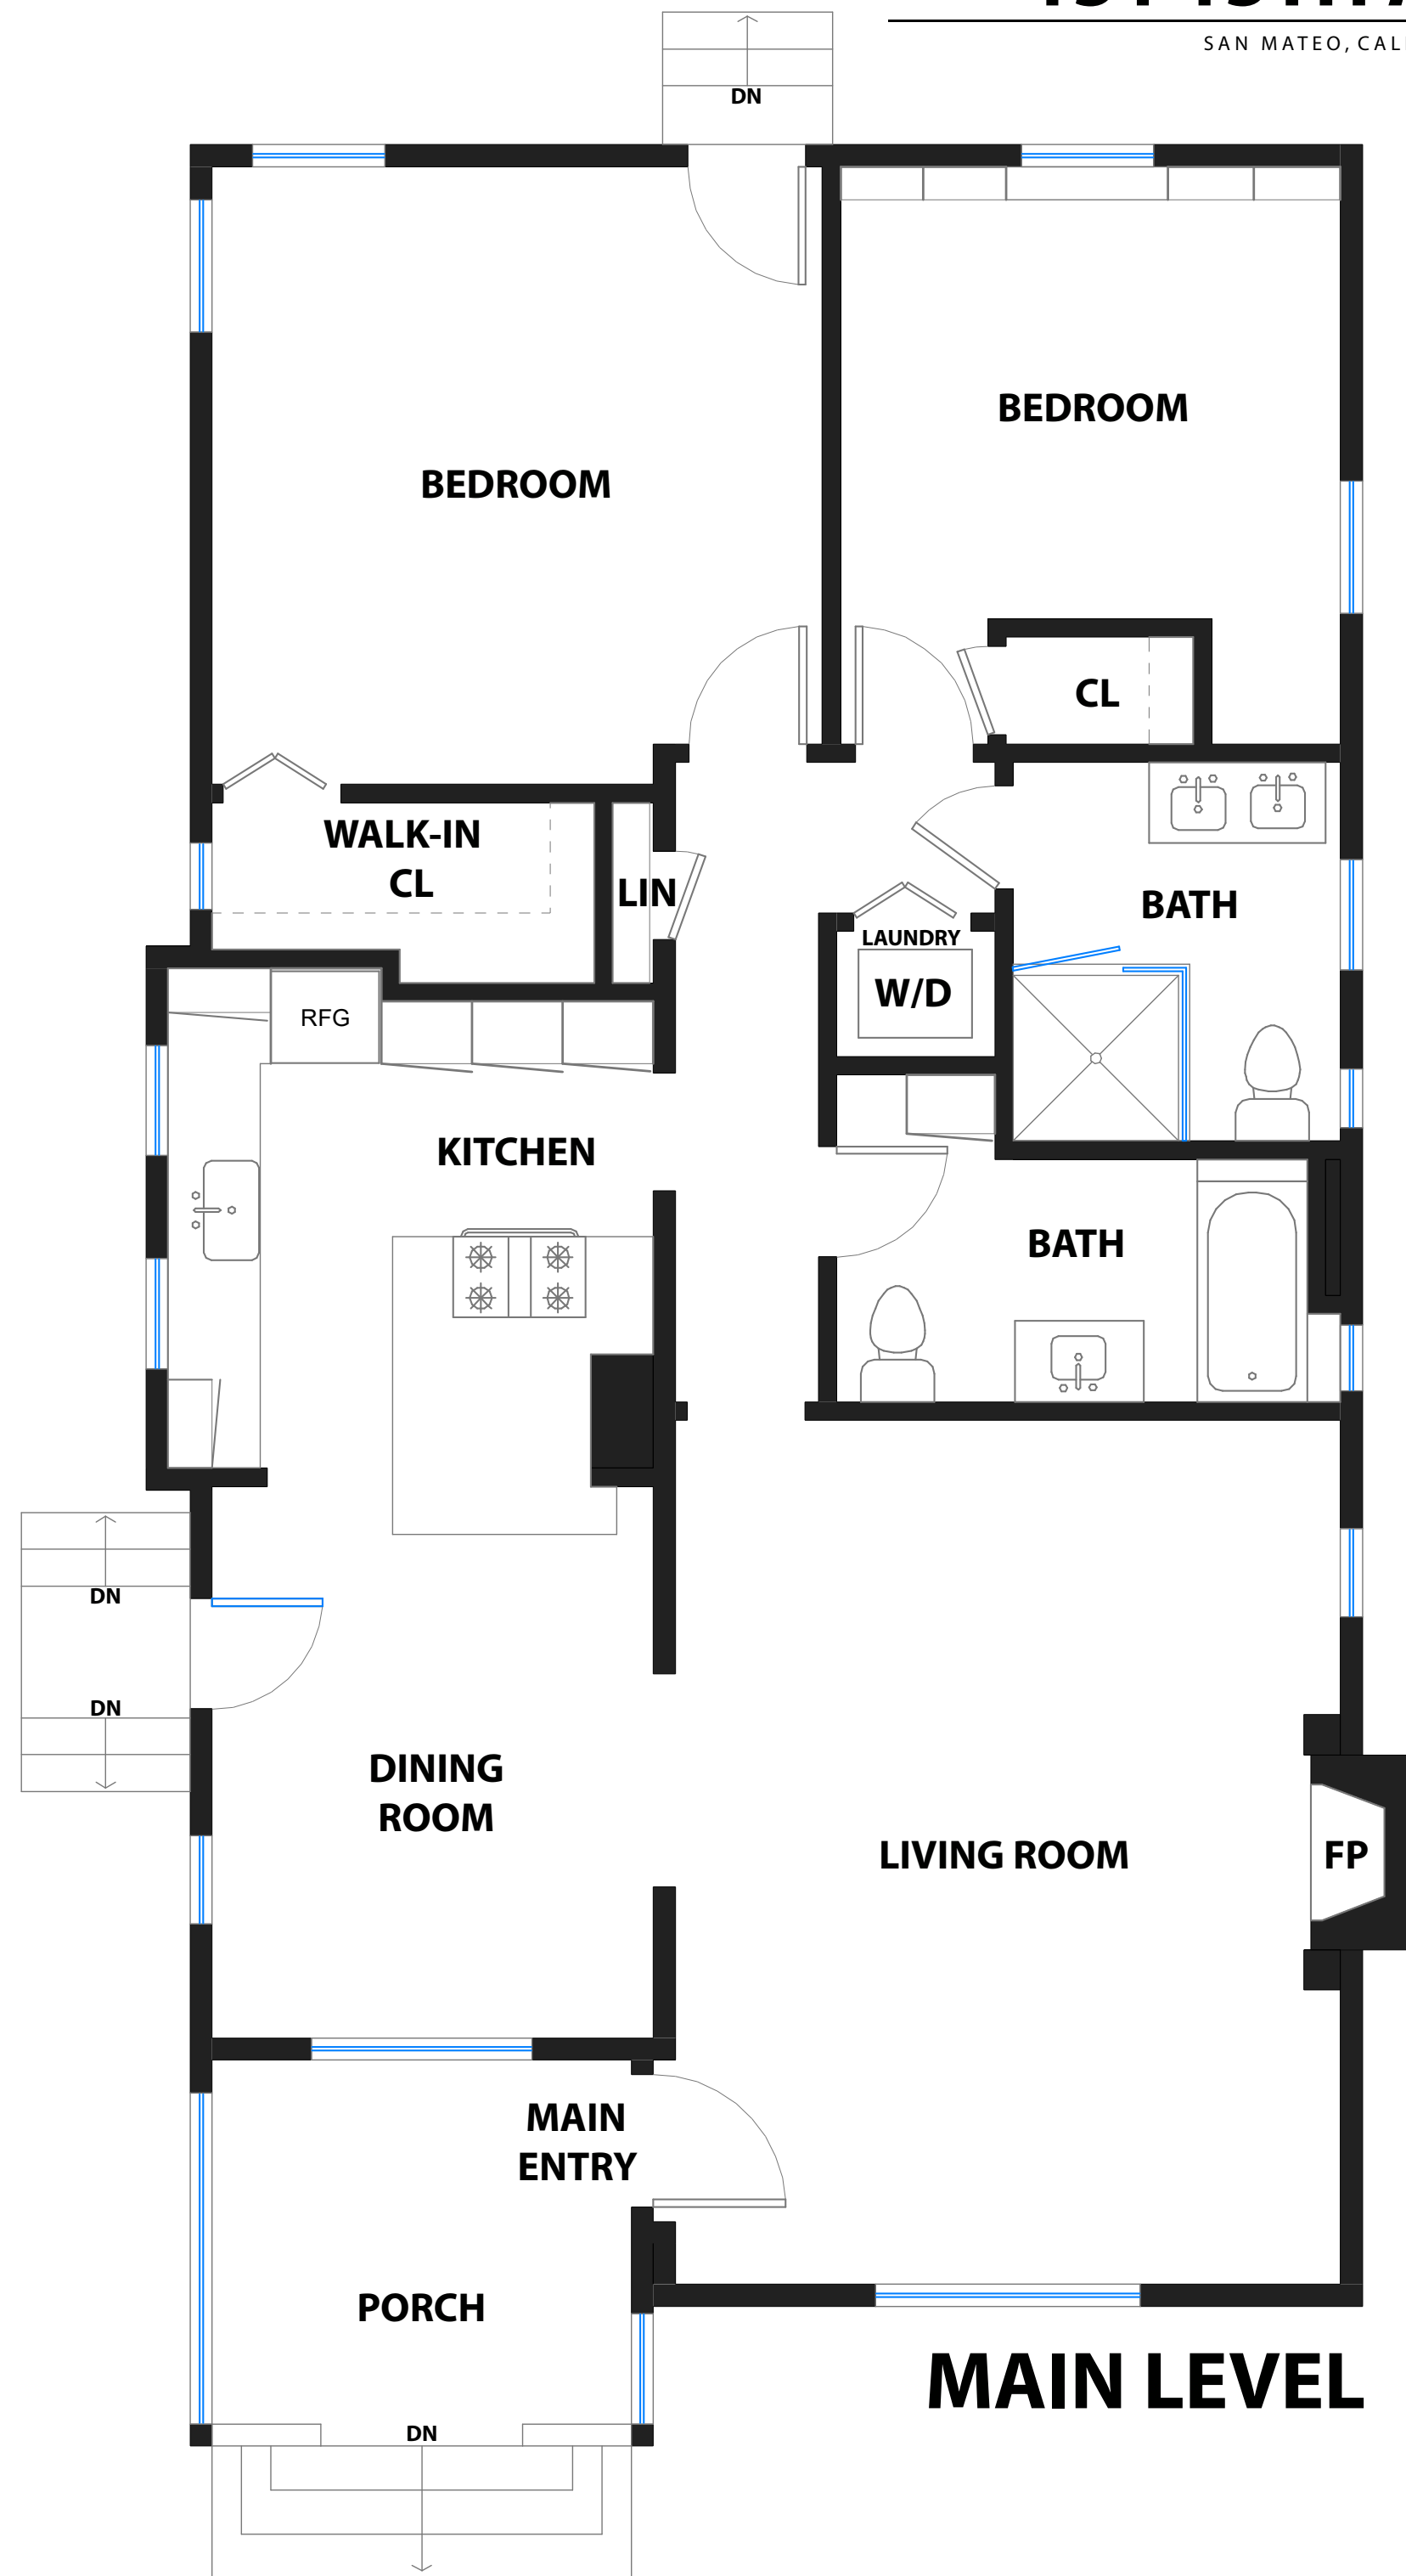 SAN MATEO, CALI
DN
BEDROOM
BEDROOM
CL
WALK-IN
CL
LIN
BATH
LAUNDRY
W/D
RFG
KITCHEN
BATH
DN
DN
DINING
ROOM
LIVING ROOM
FP
MAIN
ENTRY
PORCH
MAIN LEVEL
DN